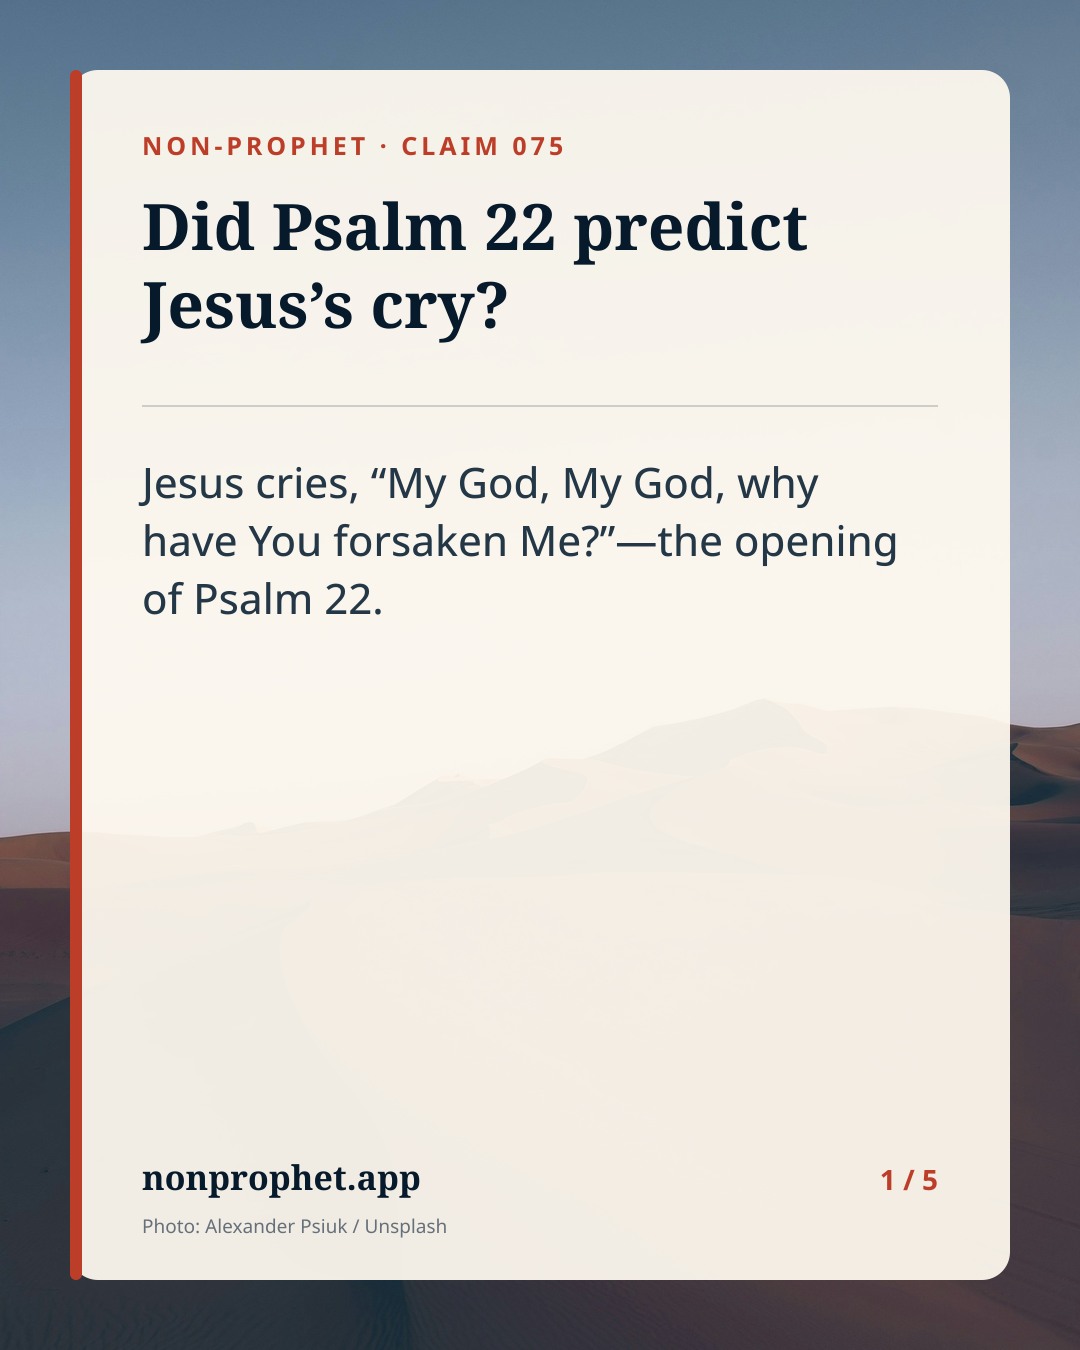 NON-PROPHET · CLAIM 075
Did Psalm 22 predict
Jesus’s cry?
Jesus cries, “My God, My God, why
have You forsaken Me?”—the opening
of Psalm 22.
nonprophet.app
1 / 5
Photo: Alexander Psiuk / Unsplash